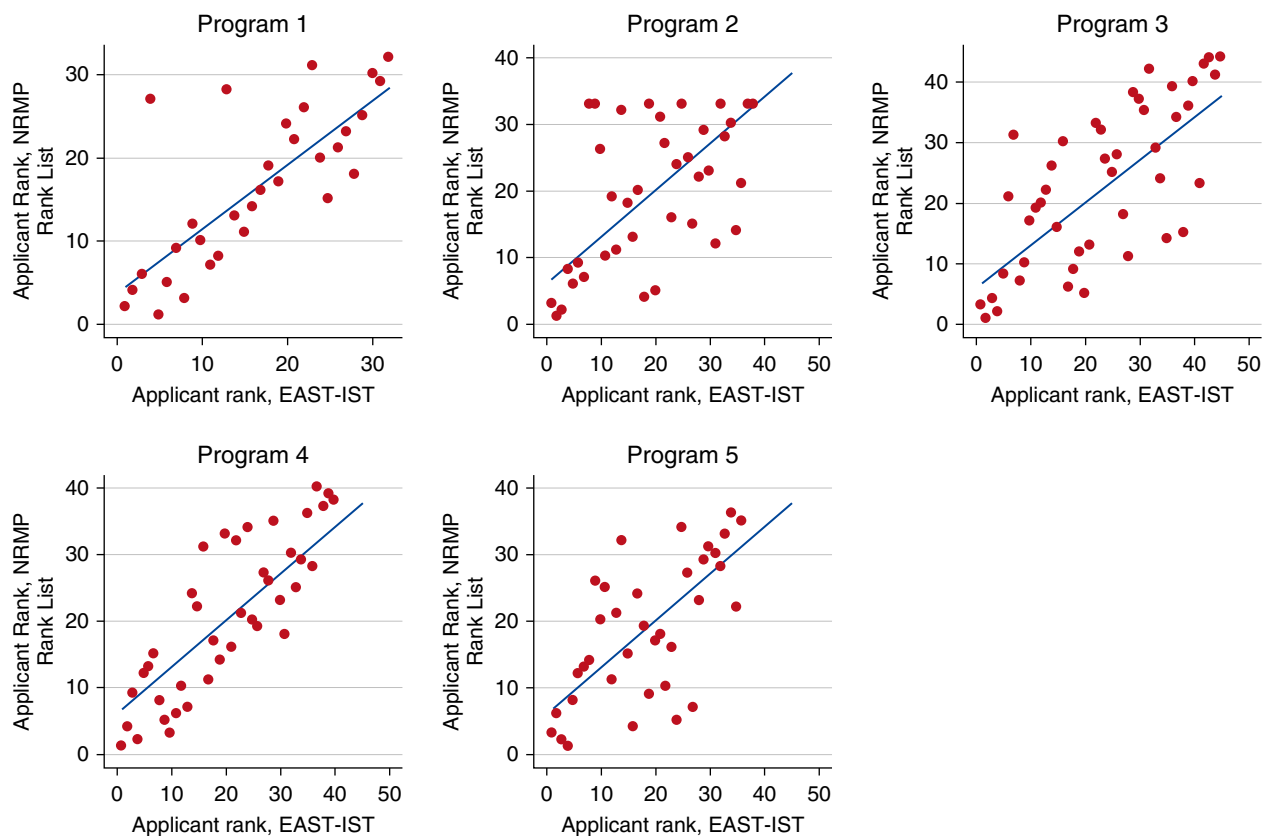 Program 1
Applicant Rank, NRMP
Rank List
30
20
10
0
0 10 20 30
Applicant rank, EAST-IST
Program 2
Applicant Rank, NRMP
Rank List
40
30
20
10
0
0 10 20 30 40 50
Applicant rank, EAST-IST
Program 3
Applicant Rank, NRMP
Rank List
40
30
20
10
0
0 10 20 30 40 50
Applicant rank, EAST-IST
Program 4
Applicant Rank, NRMP
Rank List
40
30
20
10
0
0 10 20 30 40 50
Applicant rank, EAST-IST
Program 5
Applicant Rank, NRMP
Rank List
40
30
20
10
0
0 10 20 30 40 50
Applicant rank, EAST-IST